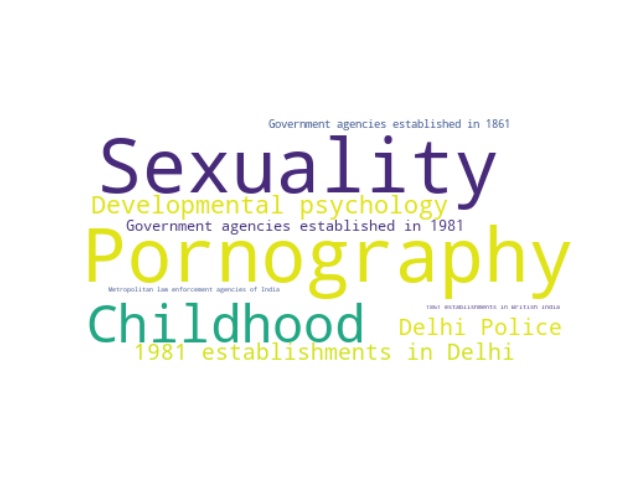 Government agencies established in 1861
Sexuality
Developmental psychology
Government agencies established in 1981
Pornography
Metropolitan law enforcement agencies of India
1861 establishments in British India
Childhood
Delhi Police
1981 establishments in Delhi